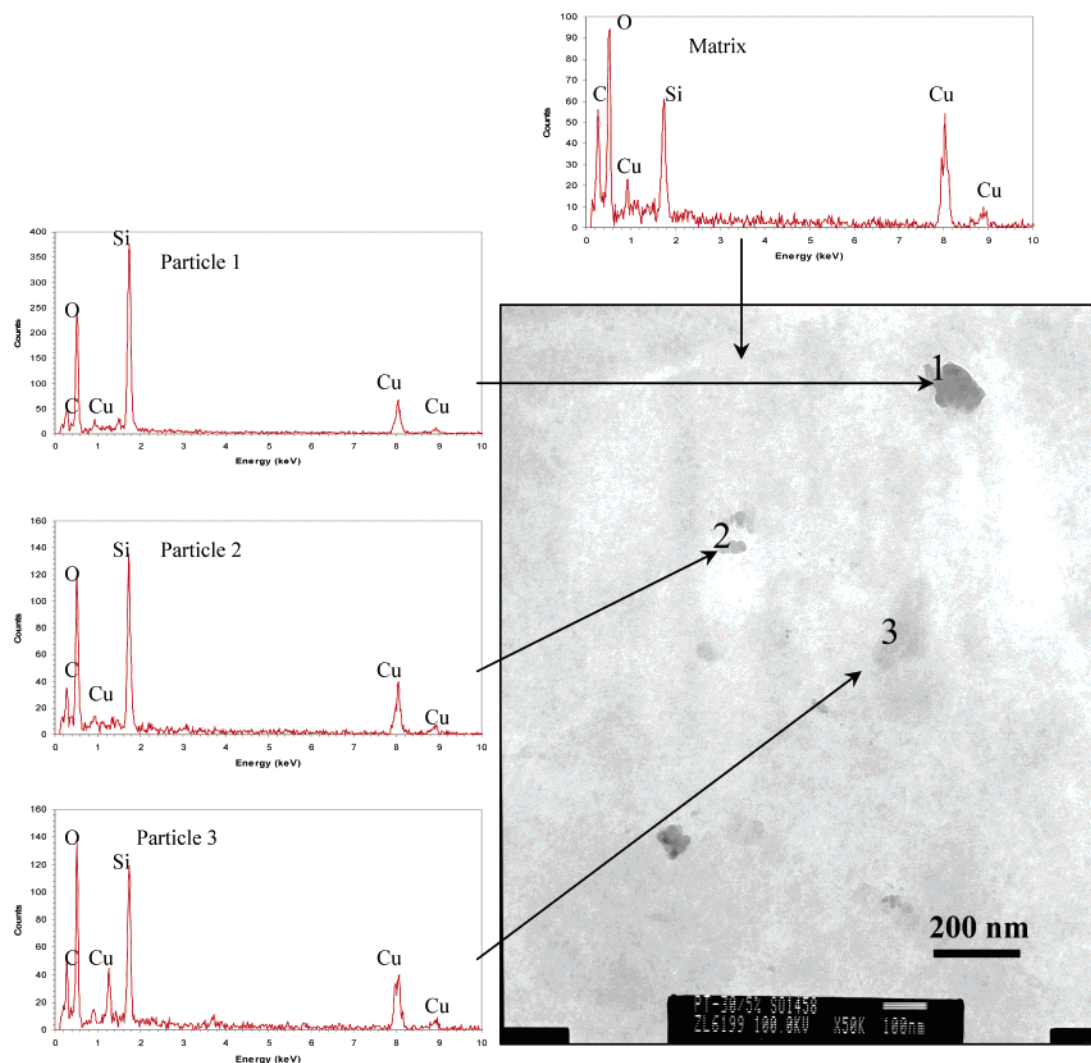 100
90
80
70
60
50
40
30
20
10
0
Counts
O
Matrix
C
Si
Cu
Cu
Cu
0 1 2 3 4 5 6 7 8 9 10
Energy (keV)
400
350
300
250
200
150
100
50
0
Counts
Si
Particle 1
O
C
Cu
Cu
Cu
0 1 2 3 4 5 6 7 8 9 10
Energy (keV)
160
140
120
100
80
60
40
20
0
Counts
Si
Particle 2
O
C
Cu
Cu
Cu
0 1 2 3 4 5 6 7 8 9 10
Energy (keV)
160
140
120
100
80
60
40
20
0
Counts
O
Particle 3
Si
C
Cu
Cu
Cu
0 1 2 3 4 5 6 7 8 9 10
Energy (keV)
1
2
3
200 nm
PT-30/5%
ZL6199 100.0KV X50K 100nm